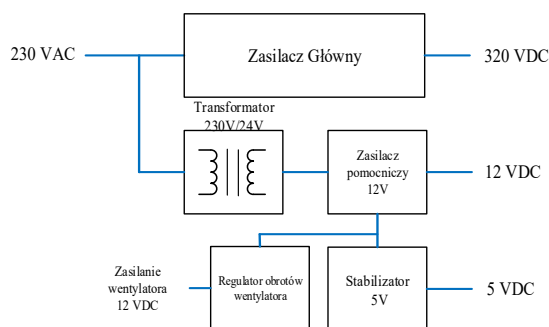 230 VAC
Zasilacz Główny
320 VDC
Transformator
230V/24V
Zasilacz
pomocniczy
12V
12 VDC
Zasilanie
wentylatora
12 VDC
Regulator obrotów
wentylatora
Stabilizator
5V
5 VDC